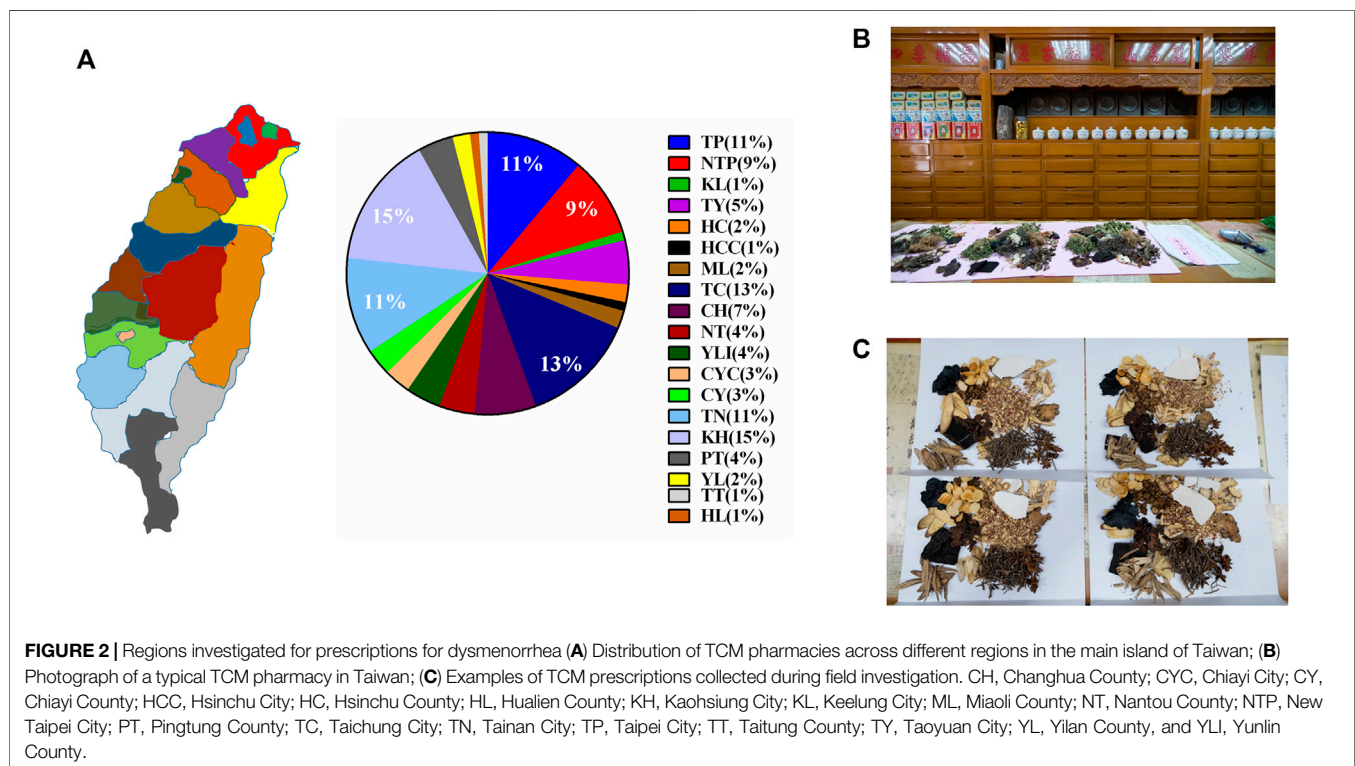 A
B
11%
9%
15%
11%
13%
TP(11%)
NTP(9%)
KL(1%)
TY(5%)
HC(2%)
HCC(1%)
ML(2%)
TC(13%)
CH(7%)
NT(4%)
YLI(4%)
CYC(3%)
CY(3%)
TN(11%)
KH(15%)
PT(4%)
YL(2%)
TT(1%)
HL(1%)
C
FIGURE 2 | Regions investigated for prescriptions for dysmenorrhea (A) Distribution of TCM pharmacies across different regions in the main island of Taiwan; (B)
Photograph of a typical TCM pharmacy in Taiwan; (C) Examples of TCM prescriptions collected during field investigation. CH, Changhua County; CYC, Chiayi City; CY,
Chiayi County; HCC, Hsinchu City; HC, Hsinchu County; HL, Hualien County; KH, Kaohsiung City; KL, Keelung City; ML, Miaoli County; NT, Nantou County; NTP, New
Taipei City; PT, Pingtung County; TC, Taichung City; TN, Tainan City; TP, Taipei City; TT, Taitung County; TY, Taoyuan City; YL, Yilan County, and YLI, Yunlin
County.